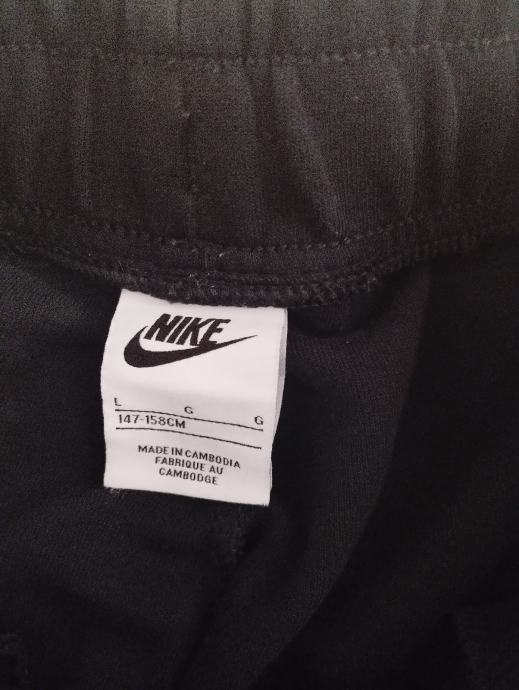 NIKE
L G G
147-158CM
MADE IN CAMBODIA
FABRIQUE AU
CAMBODGE